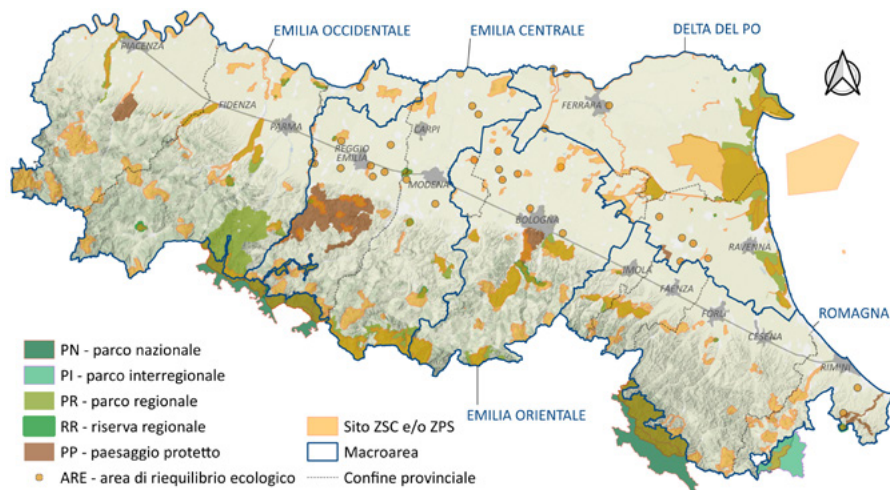 EMILIA OCCIDENTALE
EMILIA CENTRALE
DELTA DEL PO
PIACENZA
FIDENZA
PARMA
REGGIO
EMILIA
CARPI
MODENA
FERRARA
BOLOGNA
IMOLA
FAENZA
FORLI'
CESENA
RAVENNA
RIMINI
ROMAGNA
EMILIA ORIENTALE
PN - parco nazionale
PI - parco interregionale
PR - parco regionale
RR - riserva regionale
PP - paesaggio protetto
ARE - area di riequilibrio ecologico
Sito ZSC e/o ZPS
Macroarea
Confine provinciale